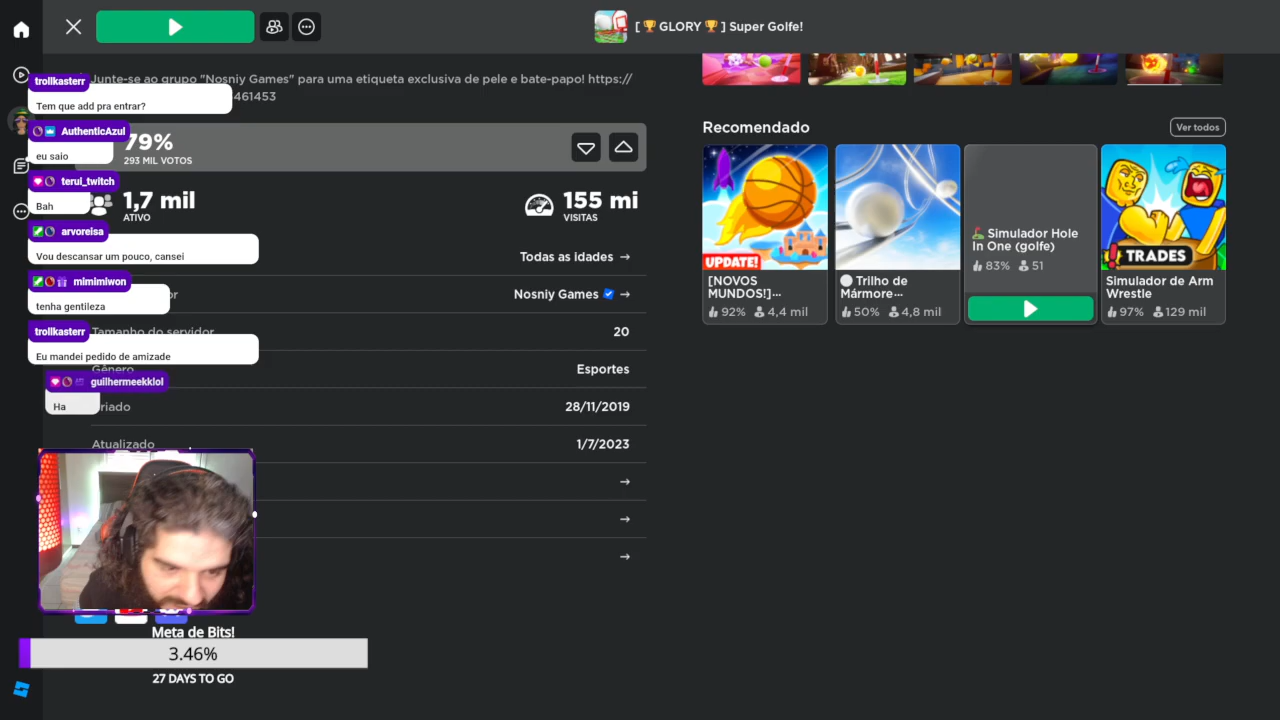 [ 🏆 GLORY 🏆 ] Super Golfe!
Junte-se ao grupo "Nosniy Games" para uma etiqueta exclusiva de pele e bate-papo! https://
461453
79%
293 MIL VOTOS
1,7 mil
ATIVO
155 mi
VISITAS
Todas as idades →
Nosniy Games →
Tamanho do servidor
20
Gênero
Esportes
riado
28/11/2019
Atualizado
1/7/2023
trollkasterr
Tem que add pra entrar?
AuthenticAzul
eu saio
terui_twitch
Bah
arvoreisa
Vou descansar um pouco, cansei
mimimiwon
tenha gentileza
trollkasterr
Eu mandei pedido de amizade
guilhermeekklol
Ha
Meta de Bits!
3.46%
27 DAYS TO GO
Recomendado
Ver todos
UPDATE!
[NOVOS
MUNDOS!]...
92% 4,4 mil
Trilho de
Mármore...
50% 4,8 mil
Simulador Hole
In One (golfe)
83% 51
TRADES
Simulador de Arm
Wrestle
97% 129 mil